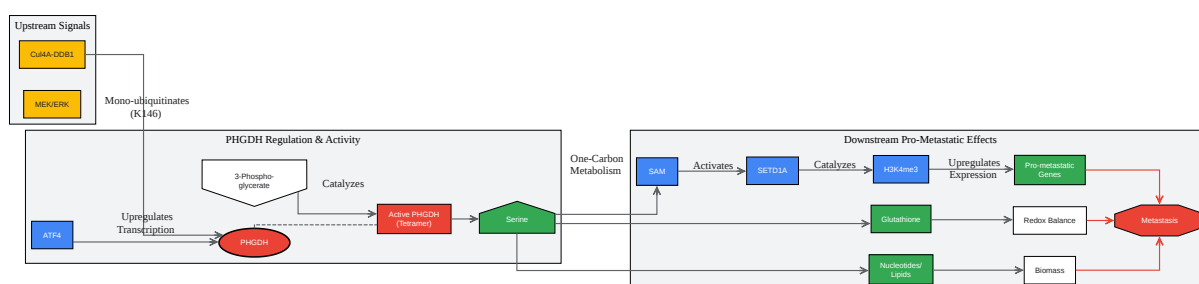 Upstream Signals
Cul4A-DDB1
MEK/ERK
Mono-ubiquitinates
(K146)
PHGDH Regulation & Activity
3-Phospho-
glycerate
Catalyzes
Upregulates
Transcription
ATF4
PHGDH
Active PHGDH
(Tetramer)
Serine
One-Carbon
Metabolism
Downstream Pro-Metastatic Effects
SAM
Activates
SETD1A
Catalyzes
H3K4me3
Upregulates
Expression
Pro-metastatic
Genes
Glutathione
Redox Balance
Metastasis
Nucleotides/
Lipids
Biomass